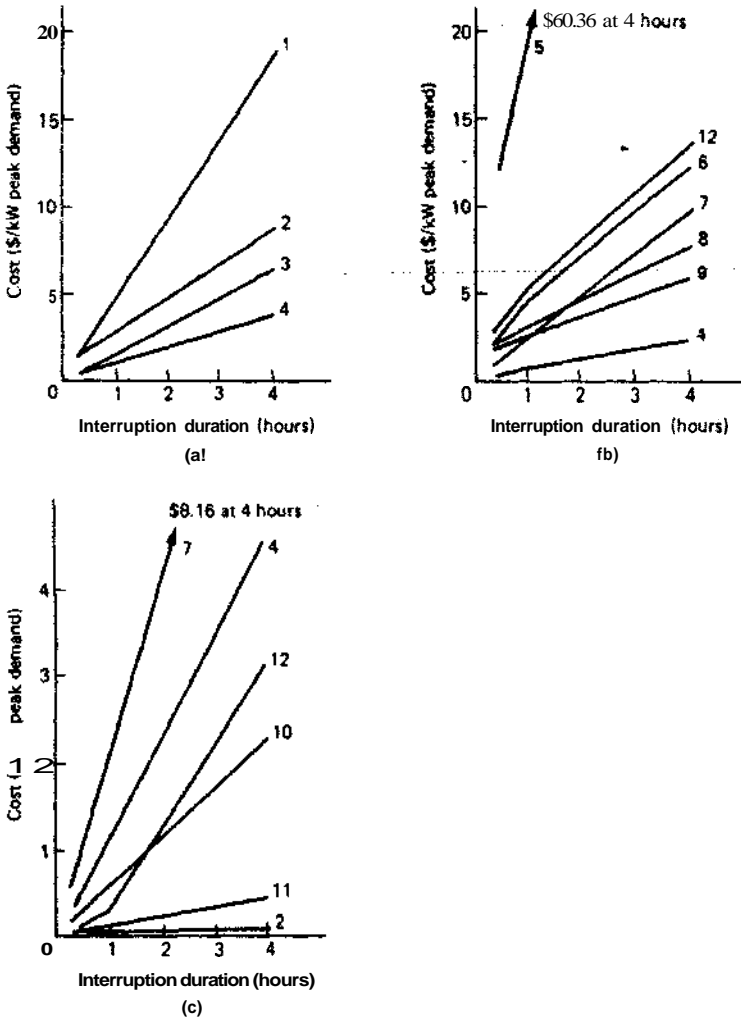 20
15
10
5
0
Cost ($/kW peak demand)
1
2
3
4
1 2 3 4
Interruption duration (hours)
(a!
$60.36 at 4 hours
20
15
10
5
0
Cost ($/kW peak demand)
5
12
6
7
8
9
4
1 2 3 4
Interruption duration (hours)
fb)
$8.16 at 4 hours
4
3
1 2
1
0
Cost ( peak demand)
7
4
12
10
11
2
1 2 3 4
Interruption duration (hours)
(c)